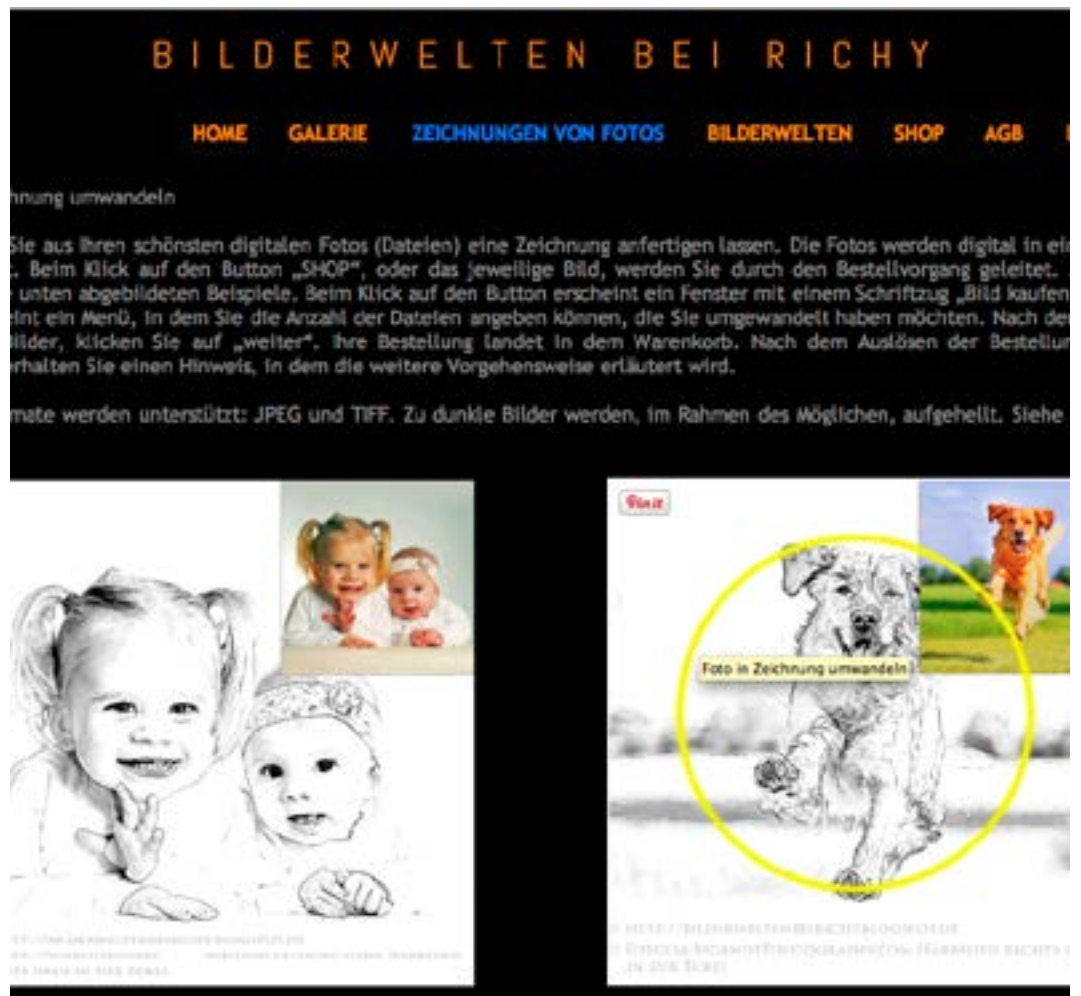 BILDERWELTEN BEI RICHY
HOME GALERIE ZEICHNUNGEN VON FOTOS BILDERWELTEN SHOP AGB
hnung umwandeln
Sie aus Ihren schönsten digitalen Fotos (Dateien) eine Zeichnung anfertigen lassen. Die Fotos werden digital in ein
t. Beim Klick auf den Button „SHOP“, oder das jeweilige Bild, werden Sie durch den Bestellvorgang geleitet.
unten abgebildeten Beispiele. Beim Klick auf den Button erscheint ein Fenster mit einem Schriftzug „Bild kaufen
eint ein Menü, in dem Sie die Anzahl der Dateien angeben können, die Sie umgewandelt haben möchten. Nach der
Bilder, klicken Sie auf „weiter“. Ihre Bestellung landet in dem Warenkorb. Nach dem Auslösen der Bestellun
erhalten Sie einen Hinweis, in dem die weitere Vorgehensweise erläutert wird.
mate werden unterstützt: JPEG und TIFF. Zu dunkle Bilder werden, im Rahmen des Möglichen, aufgehellt. Siehe
Pin it
Foto in Zeichnung umwandeln